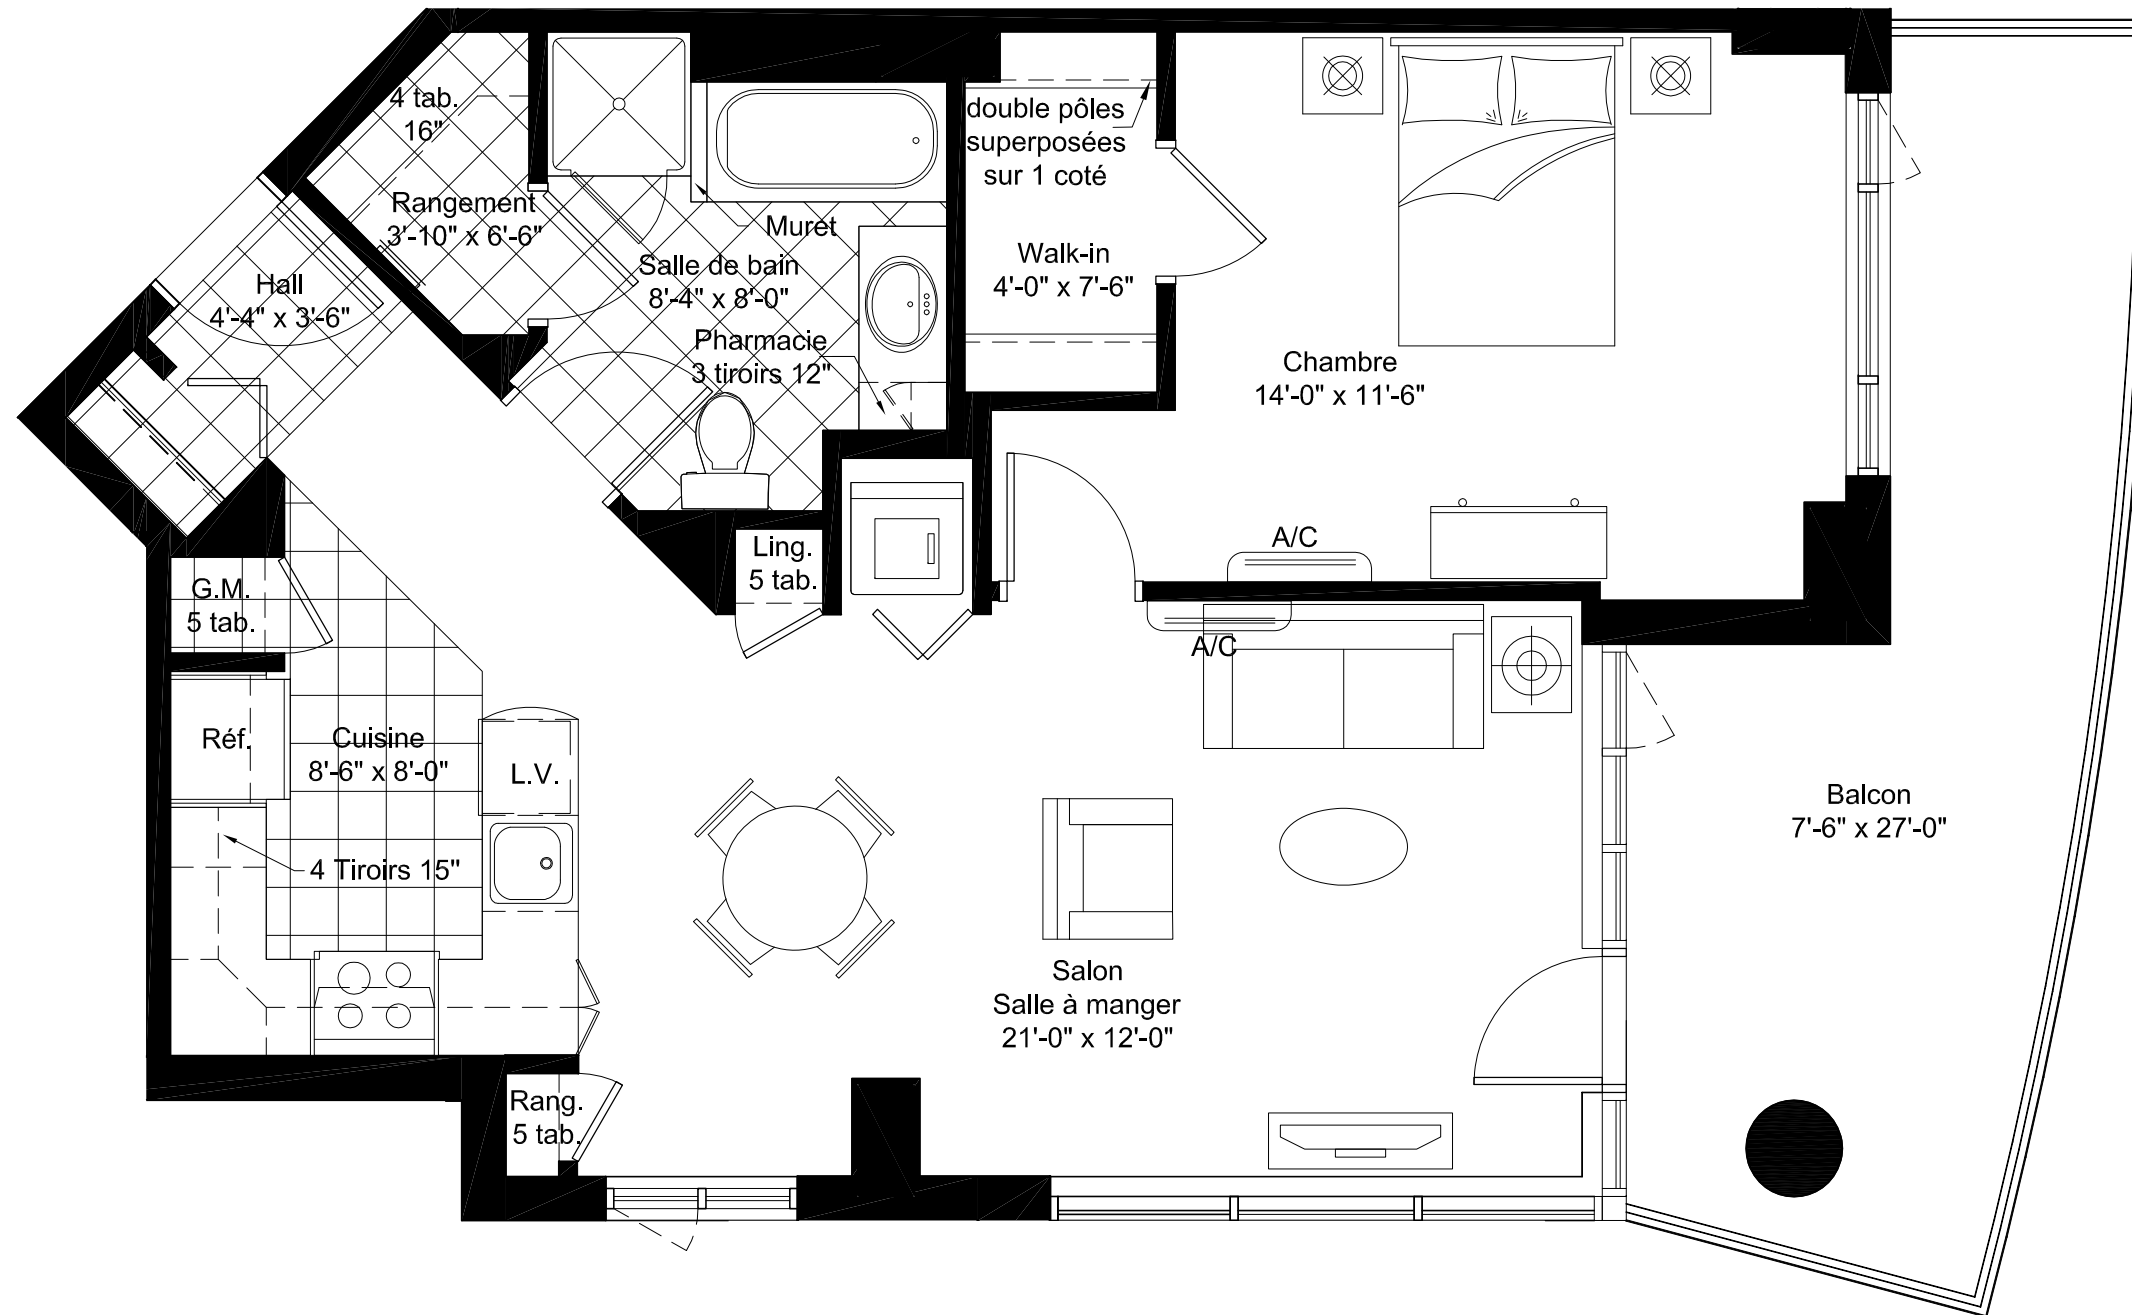 4 tab.
16"
Rangement
3'-10" x 6'-6"
Hall
4'-4" x 3'-6"
Muret
Salle de bain
8'-4" x 8'-0"
Pharmacie
3 tiroirs 12"
double pôles
superposées
sur 1 coté
Walk-in
4'-0" x 7'-6"
Chambre
14'-0" x 11'-6"
A/C
A/C
Ling.
5 tab.
G.M.
5 tab.
Réf.
Cuisine
8'-6" x 8'-0"
L.V.
4 Tiroirs 15"
Salon
Salle à manger
21'-0" x 12'-0"
Balcon
7'-6" x 27'-0"
Rang.
5 tab.